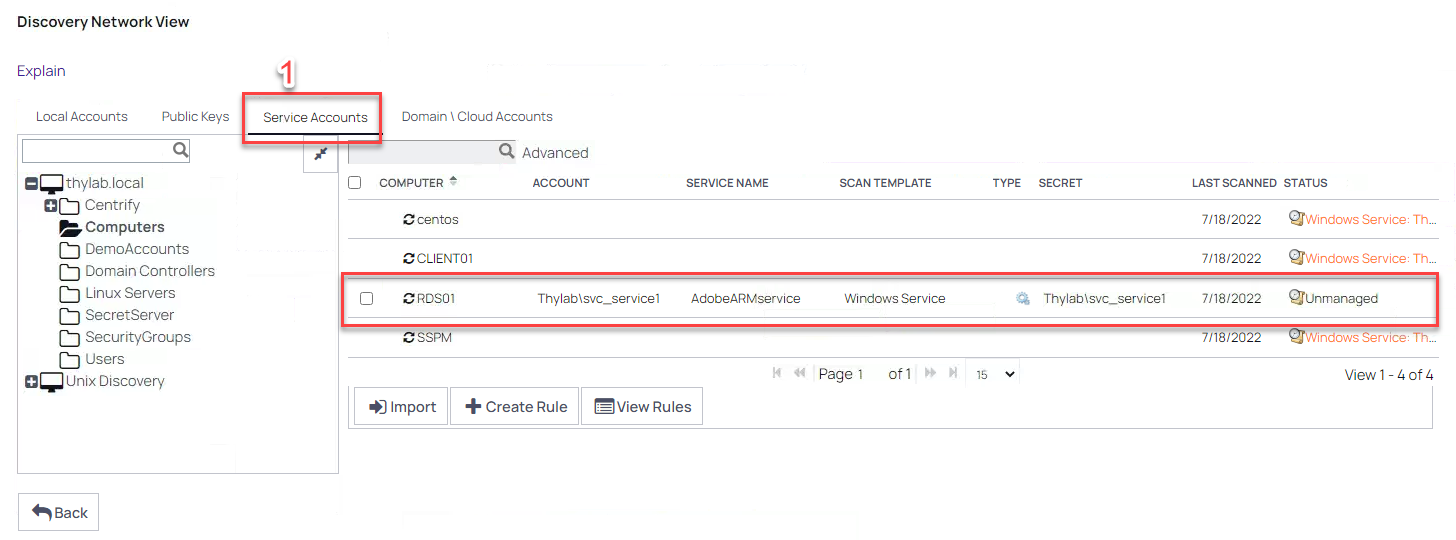 Discovery Network View
Explain
1
Local Accounts Public Keys Service Accounts Domain \ Cloud Accounts
Advanced
thylab.local
Centrify
Computers
DemoAccounts
Domain Controllers
Linux Servers
SecretServer
SecurityGroups
Users
Unix Discovery
COMPUTER ACCOUNT SERVICE NAME SCAN TEMPLATE TYPE SECRET LAST SCANNED STATUS
centos 7/18/2022 Windows Service: Th...
CLIENT01 7/18/2022 Windows Service: Th...
RDS01 Thylab\svc_service1 AdobeARMservice Windows Service Thylab\svc_service1 7/18/2022 Unmanaged
SSPM 7/18/2022 Windows Service: Th...
Page 1 of 1 15 View 1 - 4 of 4
Import Create Rule View Rules
Back